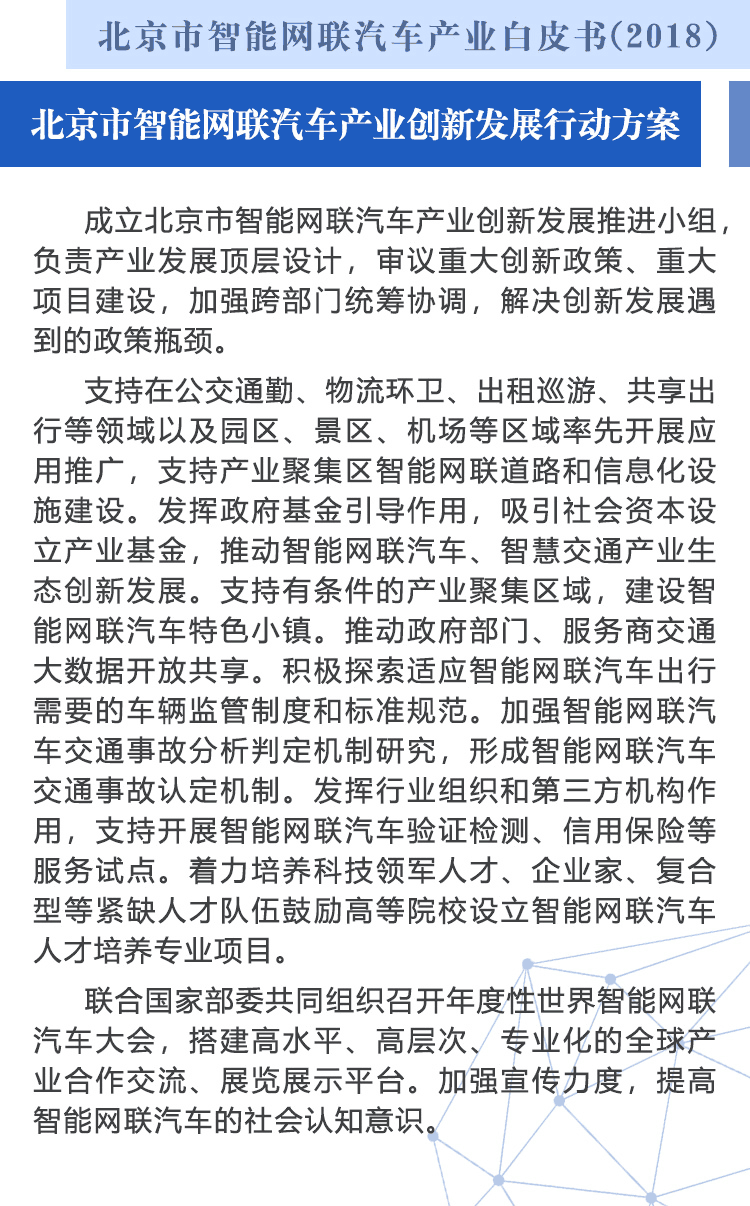 北京市智能网联汽车产业白皮书(2018)
北京市智能网联汽车产业创新发展行动方案
成立北京市智能网联汽车产业创新发展推进小组，
负责产业发展顶层设计，审议重大创新政策、重大
项目建设，加强跨部门统筹协调，解决创新发展遇
到的政策瓶颈。
支持在公交通勤、物流环卫、出租巡游、共享出
行等领域以及园区、景区、机场等区域率先开展应
用推广，支持产业聚集区智能网联道路和信息化设
施建设。发挥政府基金引导作用，吸引社会资本设
立产业基金，推动智能网联汽车、智慧交通产业生
态创新发展。支持有条件的产业聚集区域，建设智
能网联汽车特色小镇。推动政府部门、服务商交通
大数据开放共享。积极探索适应智能网联汽车出行
需要的车辆监管制度和标准规范。加强智能网联汽
车交通事故分析判定机制研究，形成智能网联汽车
交通事故认定机制。发挥行业组织和第三方机构作
用，支持开展智能网联汽车验证检测、信用保险等
服务试点。着力培养科技领军人才、企业家、复合
型等紧缺人才队伍鼓励高等院校设立智能网联汽车
人才培养专业项目。
联合国家部委共同组织召开年度性世界智能网联
汽车大会，搭建高水平、高层次、专业化的全球产
业合作交流、展览展示平台。加强宣传力度，提高
智能网联汽车的社会认知意识。